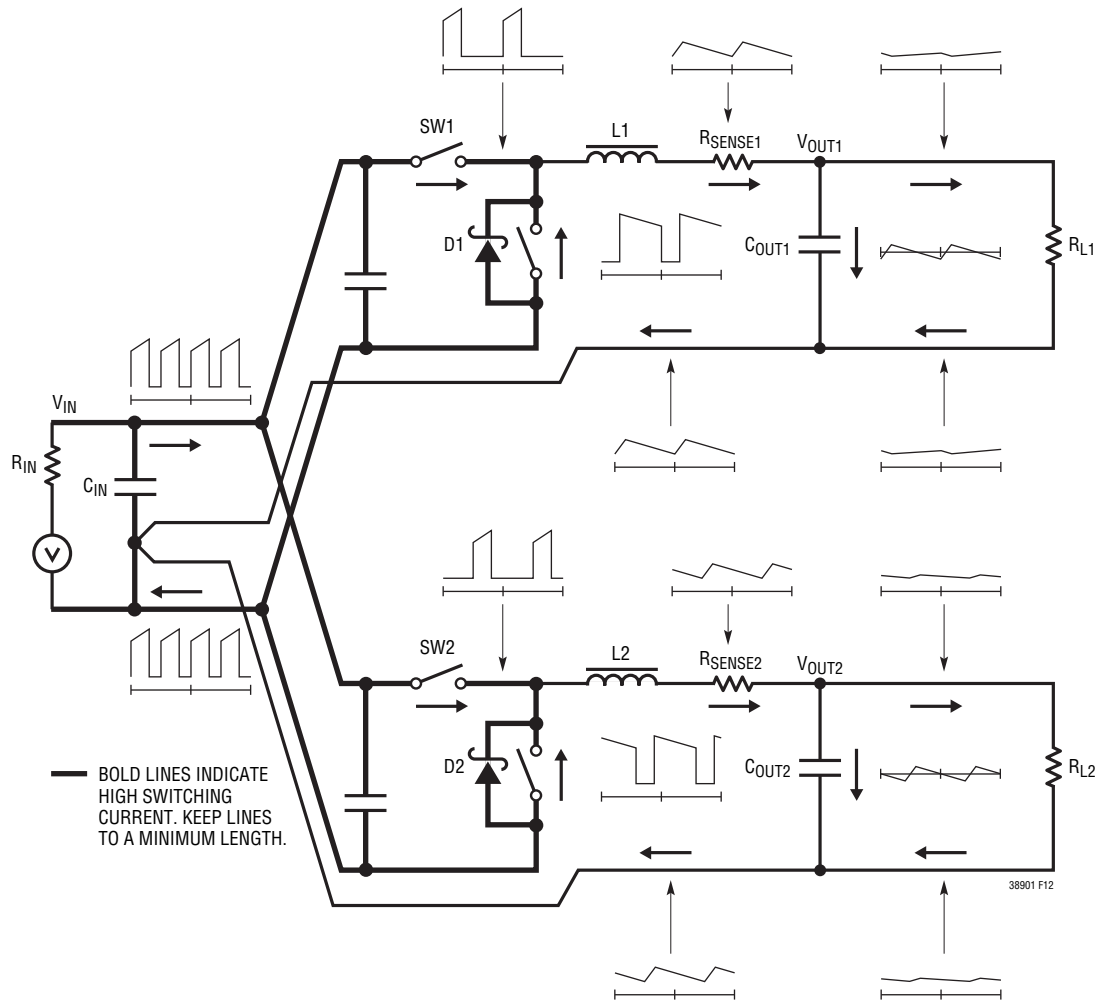 SW1
L1
RSENSE1
VOUT1
D1
COUT1
RL1
VIN
RIN
CIN
V
SW2
L2
RSENSE2
VOUT2
D2
COUT2
RL2
BOLD LINES INDICATE
HIGH SWITCHING
CURRENT. KEEP LINES
TO A MINIMUM LENGTH.
38901 F12